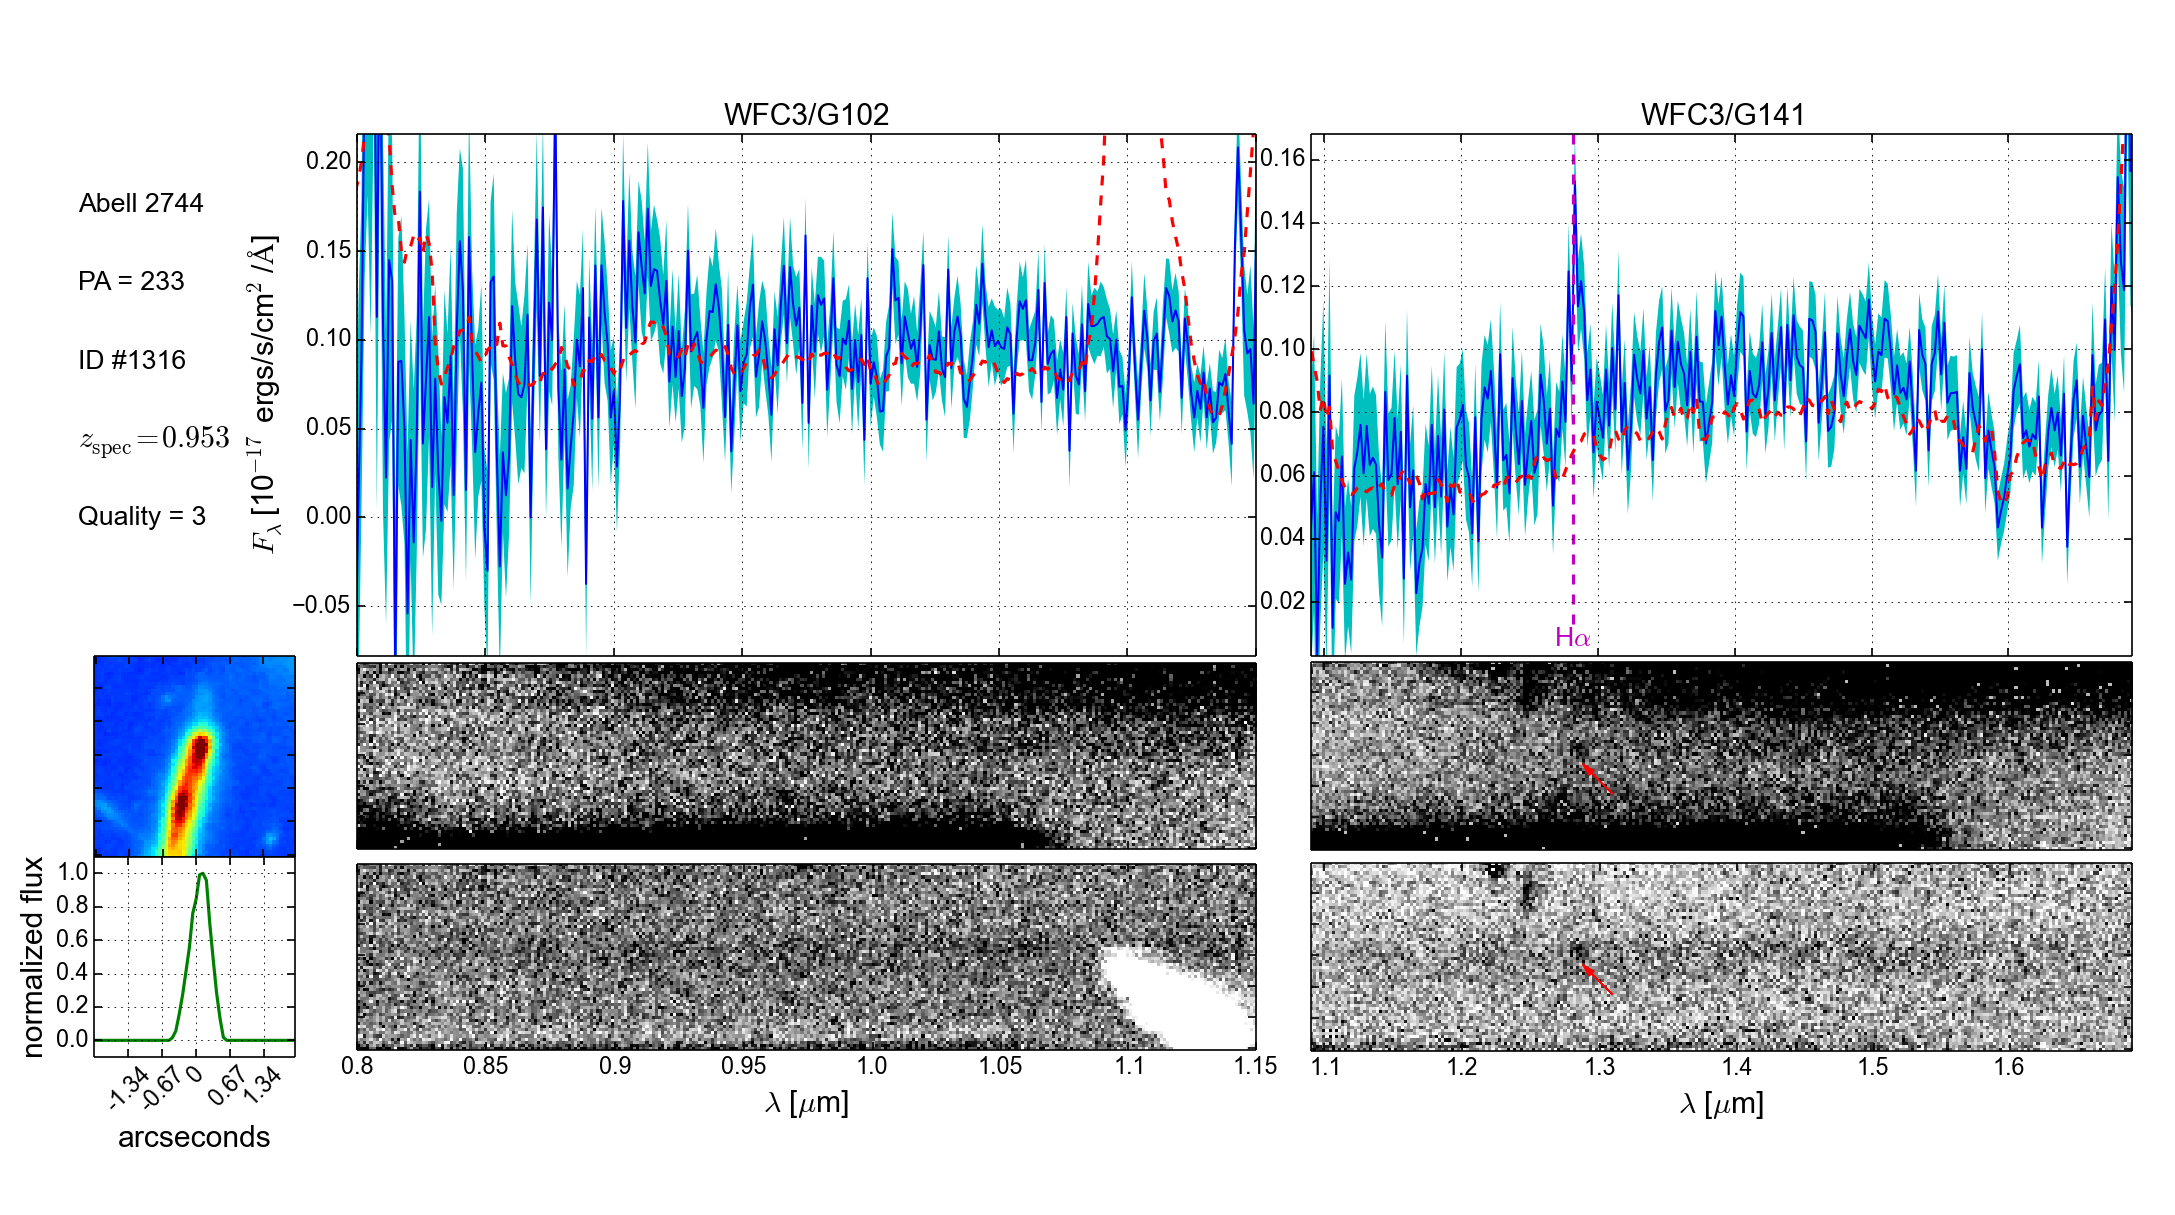 WFC3/G102
WFC3/G141
Abell 2744
PA = 233
ID #1316
z_spec = 0.953
Quality = 3
F_λ [10^−17 ergs/s/cm^2 /Å]
0.20
0.15
0.10
0.05
0.00
−0.05
0.16
0.14
0.12
0.10
0.08
0.06
0.04
0.02
Hα
normalized flux
1.0
0.8
0.6
0.4
0.2
0.0
-1.34 -0.67 0 0.67 1.34
arcseconds
0.8 0.85 0.9 0.95 1.0 1.05 1.1 1.15
λ [μm]
1.1 1.2 1.3 1.4 1.5 1.6
λ [μm]